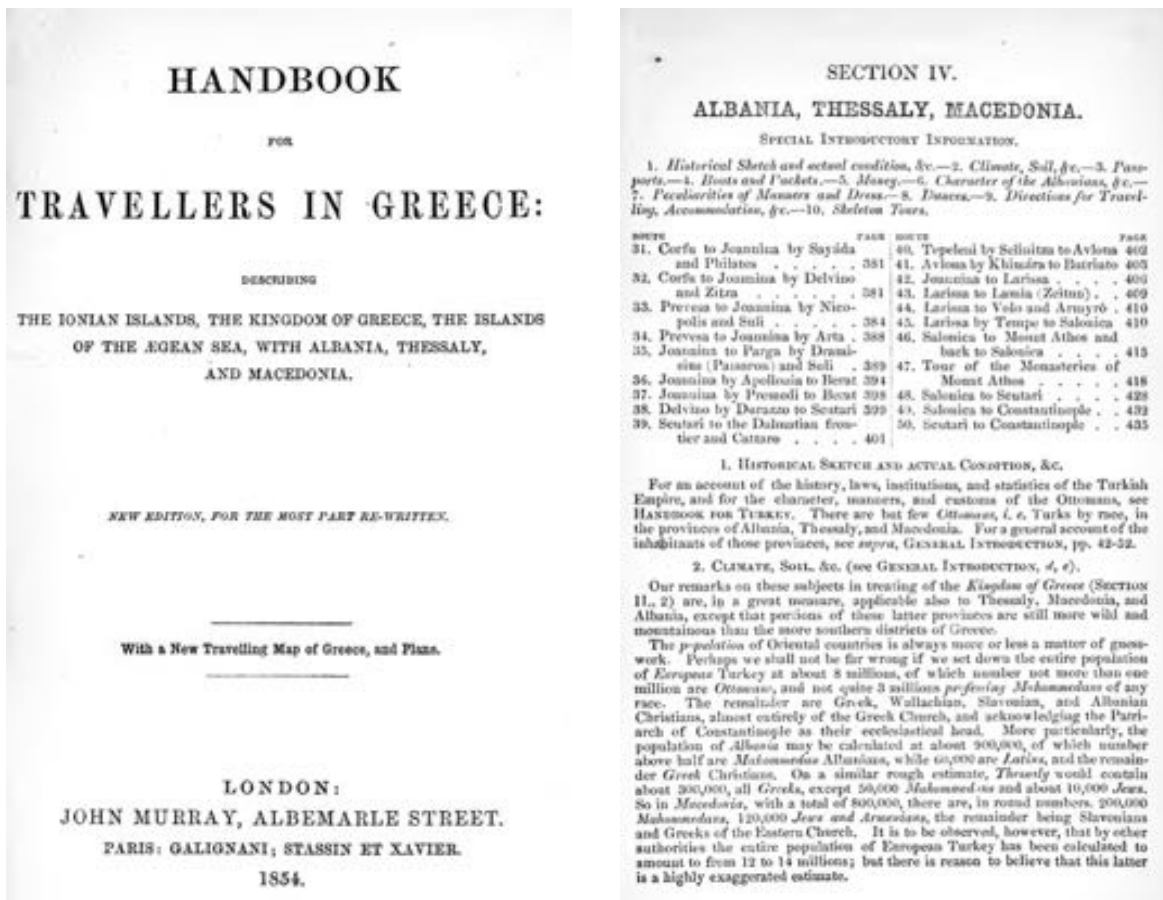 HANDBOOK
FOR
TRAVELLERS IN GREECE:
DESCRIBING
THE IONIAN ISLANDS, THE KINGDOM OF GREECE, THE ISLANDS
OF THE ÆGEAN SEA, WITH ALBANIA, THESSALY,
AND MACEDONIA.
NEW EDITION, FOR THE MOST PART RE-WRITTEN.
With a New Travelling Map of Greece, and Plans.
LONDON:
JOHN MURRAY, ALBEMARLE STREET.
PARIS: GALIGNANI; STASSIN ET XAVIER.
1854.
SECTION IV.
ALBANIA, THESSALY, MACEDONIA.
SPECIAL INTRODUCTORY INFORMATION.
1. Historical Sketch and actual condition, &c.—2. Climate, Soil, &c.—3. Pass-
ports.—4. Boats and Packets.—5. Money.—6. Character of the Albanians, &c.—
7. Peculiarities of Manners and Dress.—8. Dances.—9. Directions for Travel-
ling, Accommodation, &c.—10. Skeleton Tours.
ROUTE PAGE
31. Corfu to Joannina by Sayáda
and Philates . . . . . 381
32. Corfu to Joannina by Delvino
and Zitza . . . . . . 381
33. Prevesa to Joannina by Nico-
polis and Suli . . . . . 384
34. Prevesa to Joannina by Arta . 388
35. Joannina to Parga by Drami-
sius (Passaron) and Suli . 389
36. Joannina by Apollonia to Berat 394
37. Joannina by Premedi to Berat 398
38. Delvino by Durazzo to Scutari 399
39. Scutari to the Dalmatian fron-
tier and Cattaro . . . . 401
ROUTE PAGE
40. Tepeleni by Selinitza to Avlona 402
41. Avlona by Khimára to Butrinto 403
42. Joannina to Larissa . . . . 406
43. Larissa to Lamia (Zeitun) . . 409
44. Larissa to Volo and Armyró . 410
45. Larissa by Tempe to Salonica 410
46. Salonica to Mount Athos and
back to Salonica . . . . 415
47. Tour of the Monasteries of
Mount Athos . . . . . 418
48. Salonica to Scutari . . . . 428
49. Salonica to Constantinople . . 432
50. Scutari to Constantinople . . 435
1. HISTORICAL SKETCH AND ACTUAL CONDITION, &C.
For an account of the history, laws, institutions, and statistics of the Turkish
Empire, and for the character, manners, and customs of the Ottomans, see
HANDBOOK FOR TURKEY. There are but few Ottomans, i. e. Turks by race, in
the provinces of Albania, Thessaly, and Macedonia. For a general account of the
inhabitants of those provinces, see supra, GENERAL INTRODUCTION, pp. 42-52.
2. CLIMATE, SOIL, &c. (see GENERAL INTRODUCTION, d, e).
Our remarks on these subjects in treating of the Kingdom of Greece (SECTION
II., 2) are, in a great measure, applicable also to Thessaly, Macedonia, and
Albania, except that portions of these latter provinces are still more wild and
mountainous than the more southern districts of Greece.
The population of Oriental countries is always more or less a matter of guess-
work. Perhaps we shall not be far wrong if we set down the entire population
of European Turkey at about 8 millions, of which number not more than one
million are Ottomans, and not quite 3 millions professing Mahommedans of any
race. The remainder are Greek, Wallachian, Slavonian, and Albanian
Christians, almost entirely of the Greek Church, and acknowledging the Patri-
arch of Constantinople as their ecclesiastical head. More particularly, the
population of Albania may be calculated at about 900,000, of which number
above half are Mahommedan Albanians, while 60,000 are Latins, and the remain-
der Greek Christians. On a similar rough estimate, Thessaly would contain
about 300,000, all Greeks, except 50,000 Mahommedans and about 10,000 Jews.
So in Macedonia, with a total of 800,000, there are, in round numbers, 200,000
Mahommedans, 120,000 Jews and Armenians, the remainder being Slavonians
and Greeks of the Eastern Church. It is to be observed, however, that by other
authorities the entire population of European Turkey has been calculated to
amount to from 12 to 14 millions; but there is reason to believe that this latter
is a highly exaggerated estimate.